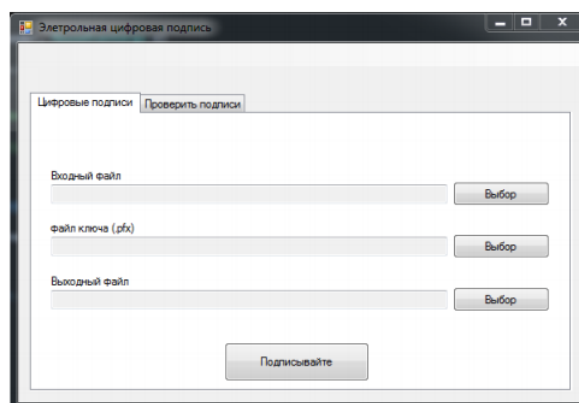 Элетрольная цифровая подпись
Цифровые подписи Проверить подписи
Входный файл
Выбор
файл ключа (.pfx)
Выбор
Выходный файл
Выбор
Подписывайте